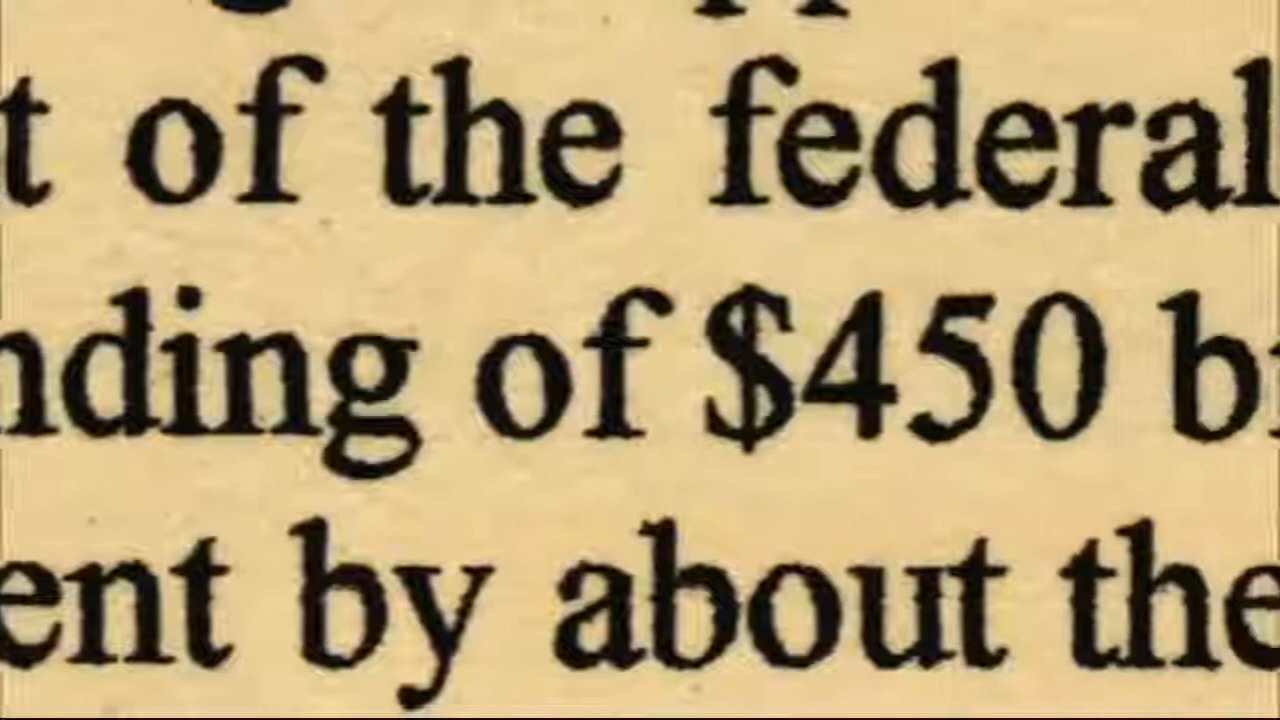 t of the federal
nding of $450 b
ent by about the